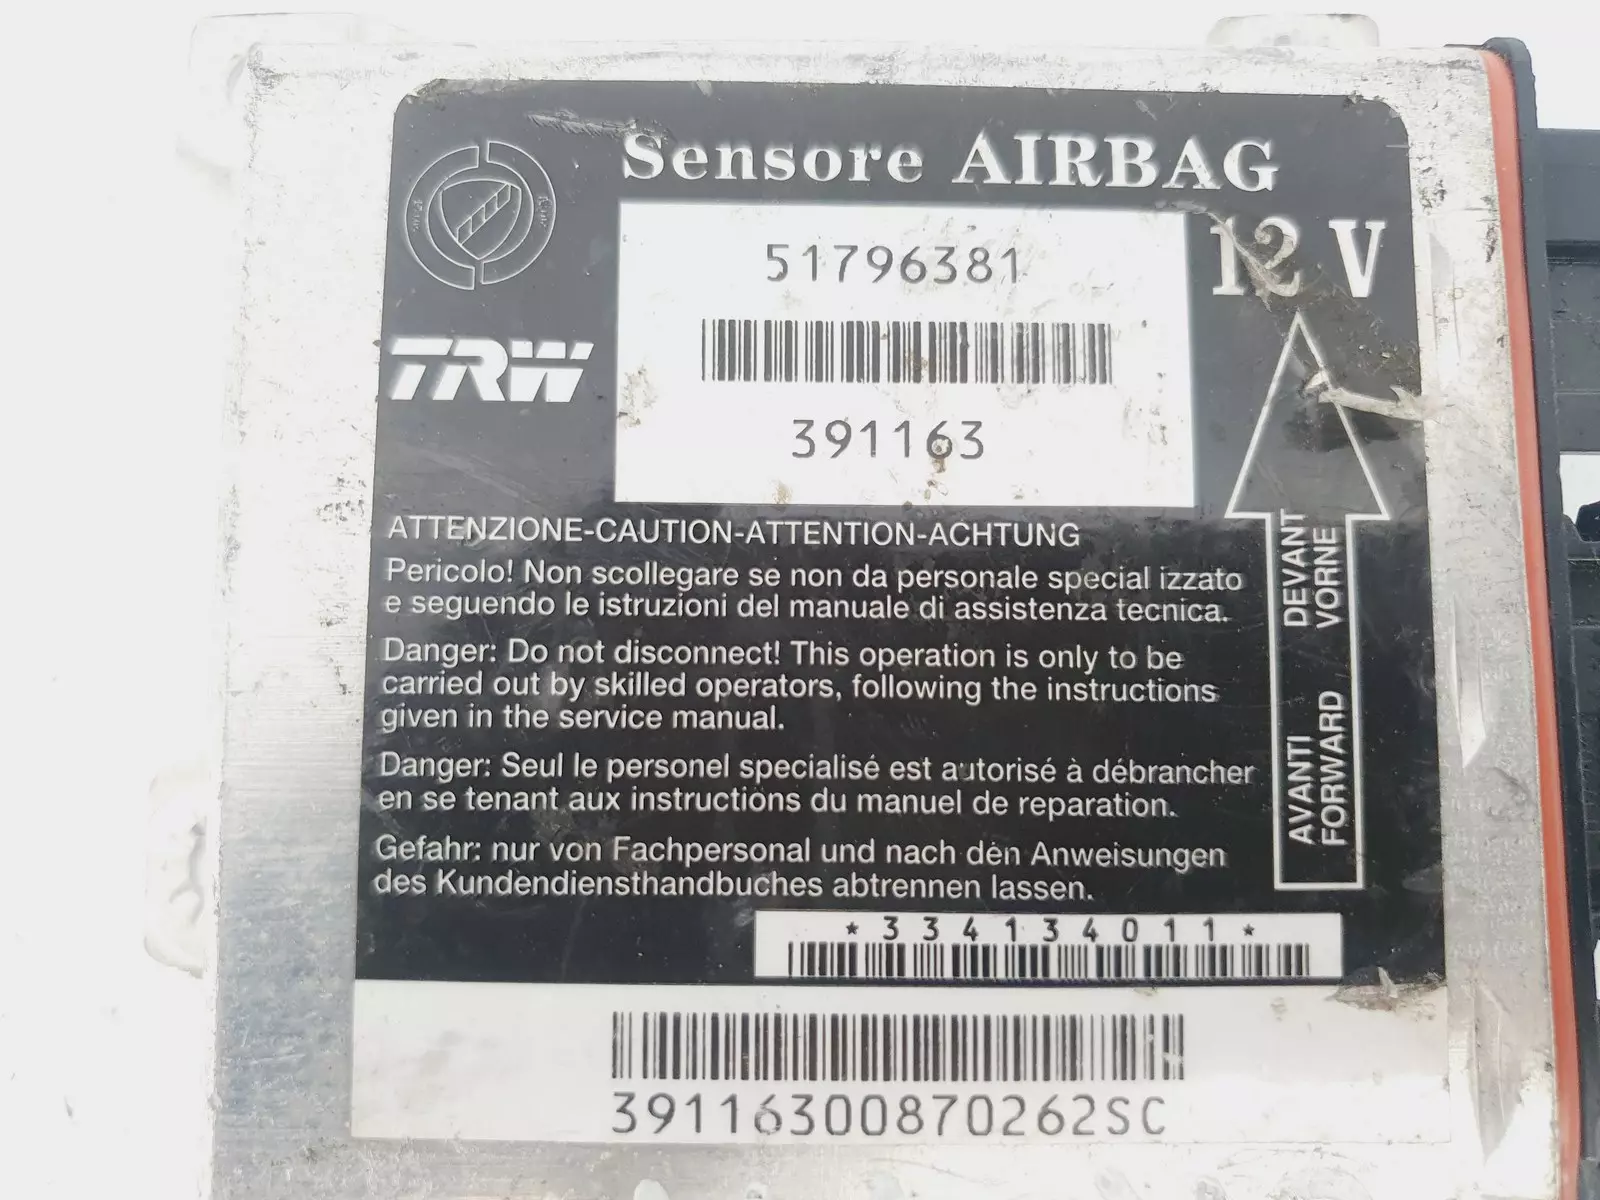 Sensore AIRBAG
12 V
51796381
TRW
391163
ATTENZIONE-CAUTION-ATTENTION-ACHTUNG
Pericolo! Non scollegare se non da personale special izzato
e seguendo le istruzioni del manuale di assistenza tecnica.
Danger: Do not disconnect! This operation is only to be
carried out by skilled operators, following the instructions
given in the service manual.
Danger: Seul le personel specialisé est autorisé à débrancher
en se tenant aux instructions du manuel de reparation.
Gefahr: nur von Fachpersonal und nach den Anweisungen
des Kundendiensthandbuches abtrennen lassen.
AVANTI DEVANT
FORWARD VORNE
*334134011*
39116300870262SC